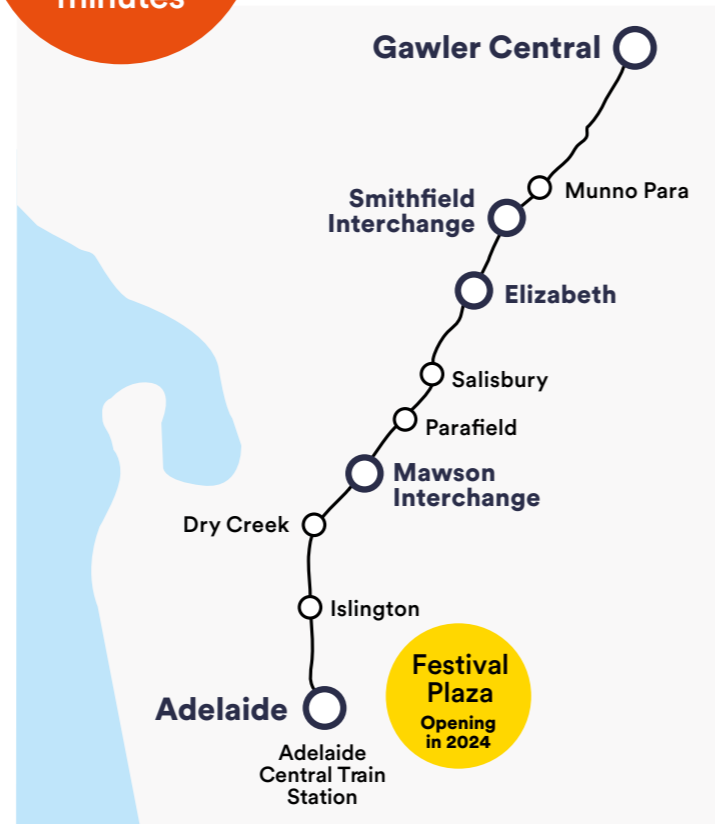 minutes
Gawler Central
Munno Para
Smithfield
Interchange
Elizabeth
Salisbury
Parafield
Mawson
Interchange
Dry Creek
Islington
Festival
Plaza
Opening
in 2024
Adelaide
Adelaide
Central Train
Station